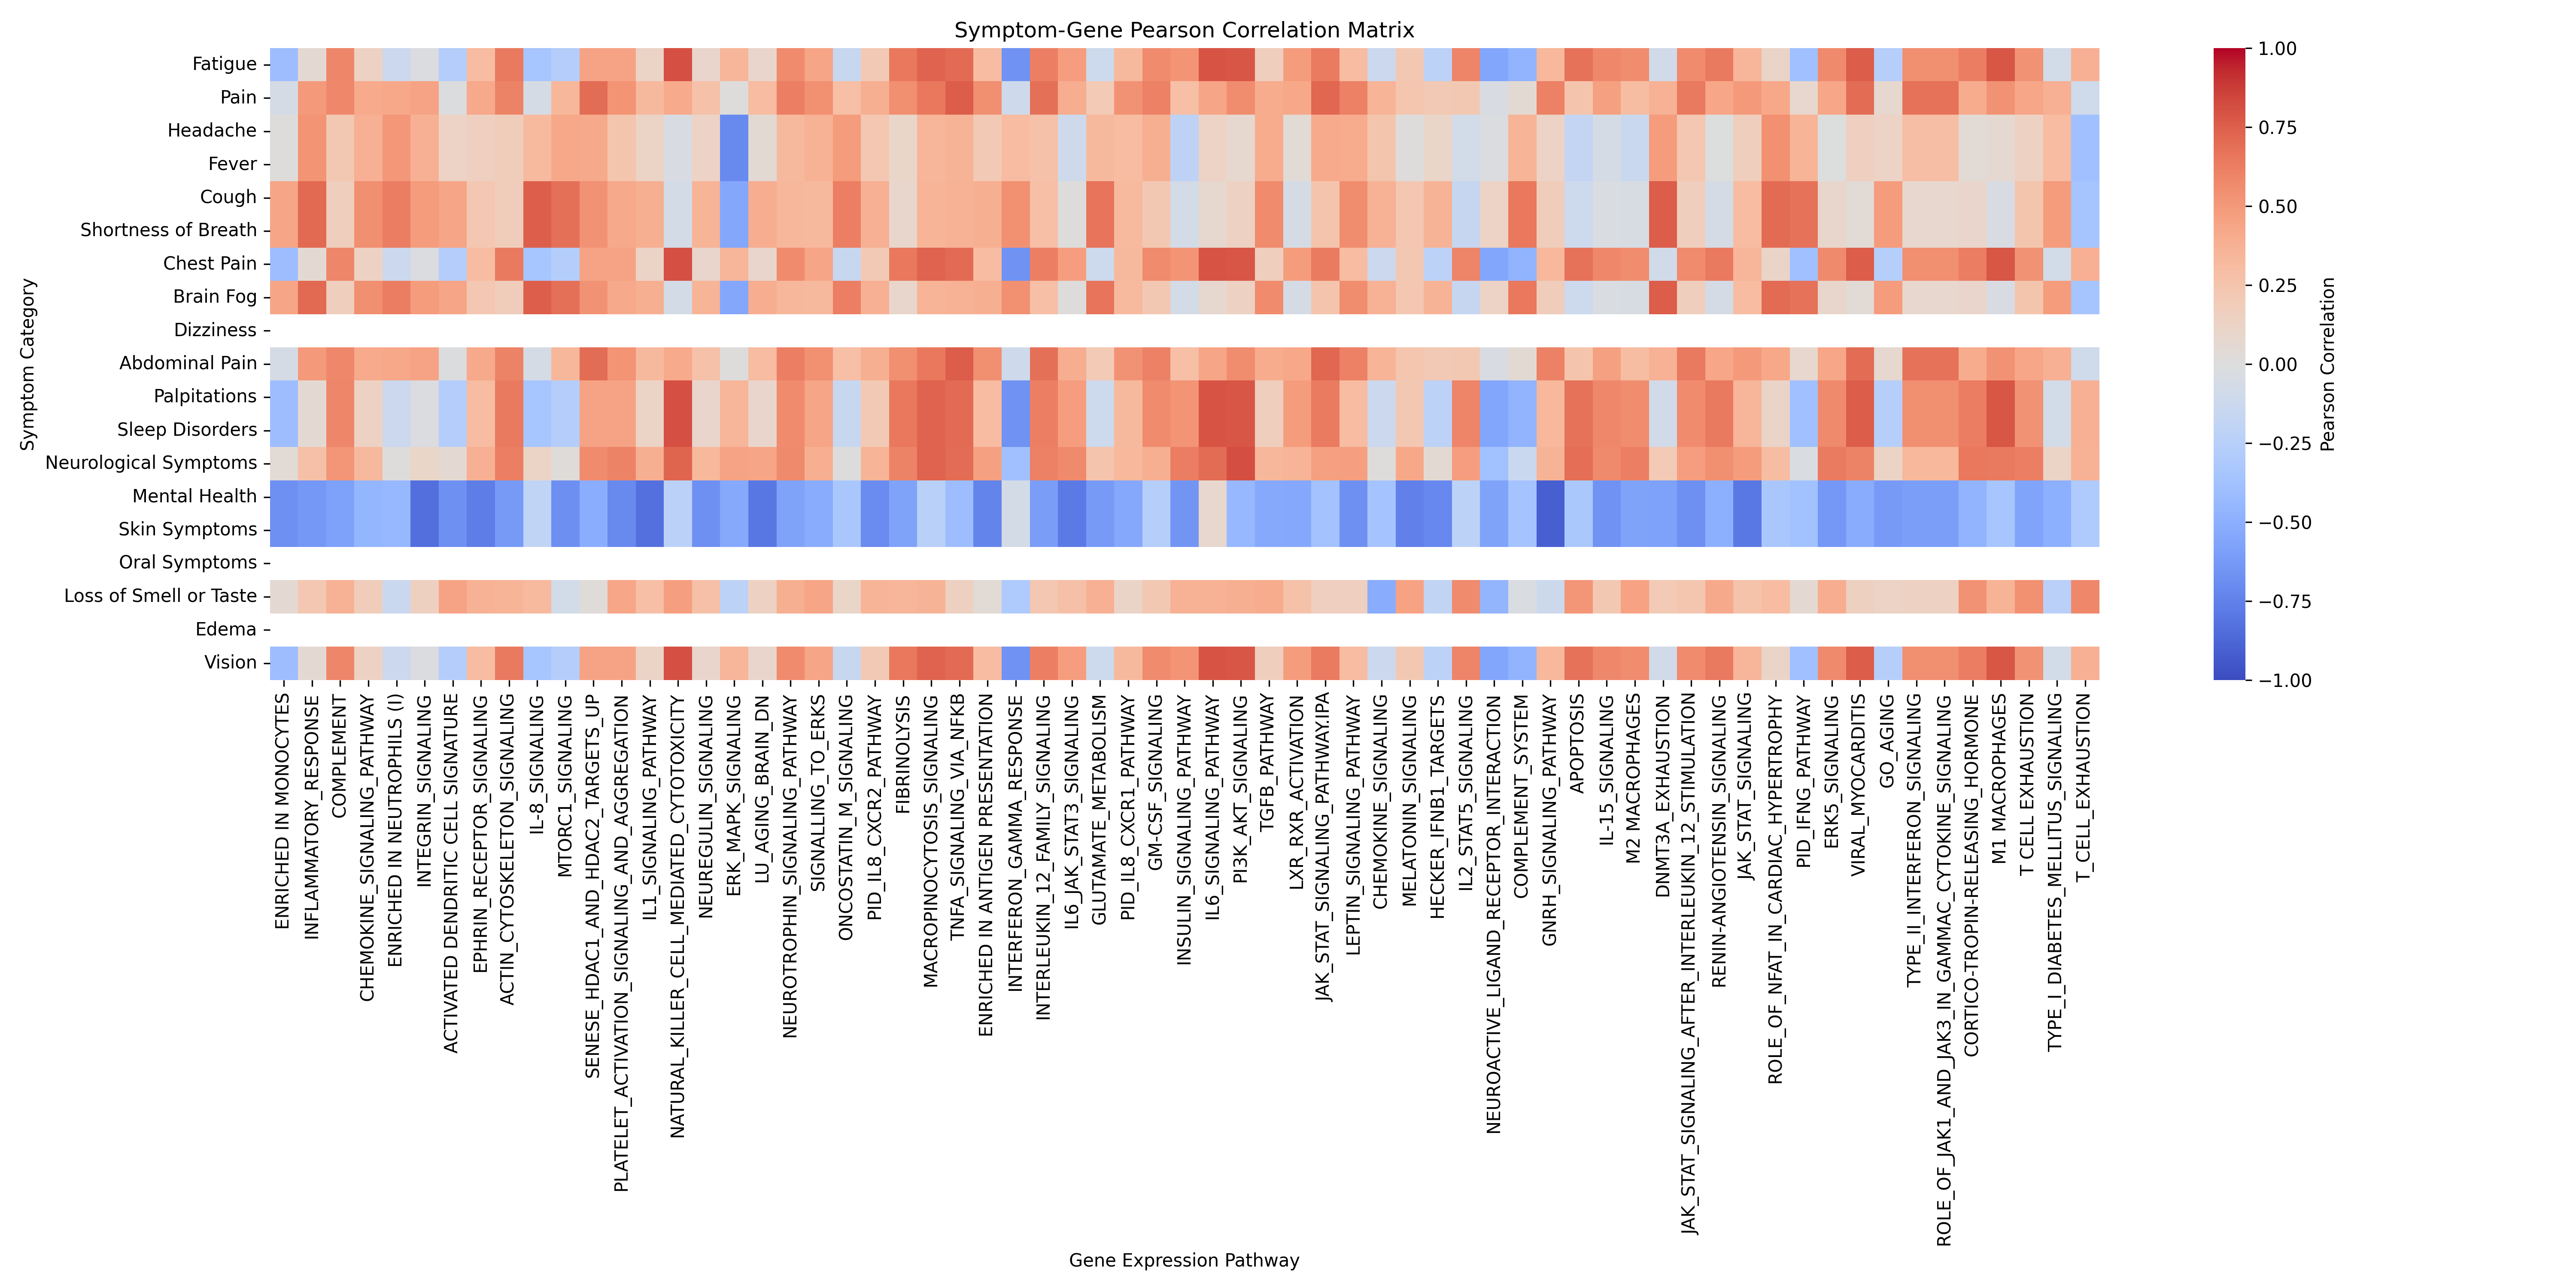 Symptom-Gene Pearson Correlation Matrix
Symptom Category
Fatigue
Pain
Headache
Fever
Cough
Shortness of Breath
Chest Pain
Brain Fog
Dizziness
Abdominal Pain
Palpitations
Sleep Disorders
Neurological Symptoms
Mental Health
Skin Symptoms
Oral Symptoms
Loss of Smell or Taste
Edema
Vision
ENRICHED IN MONOCYTES
INFLAMMATORY_RESPONSE
COMPLEMENT
CHEMOKINE_SIGNALING_PATHWAY
ENRICHED IN NEUTROPHILS (I)
INTEGRIN_SIGNALING
ACTIVATED DENDRITIC CELL SIGNATURE
EPHRIN_RECEPTOR_SIGNALING
ACTIN_CYTOSKELETON_SIGNALING
IL-8_SIGNALING
MTORC1_SIGNALING
SENESE_HDAC1_AND_HDAC2_TARGETS_UP
PLATELET_ACTIVATION_SIGNALING_AND_AGGREGATION
IL1_SIGNALING_PATHWAY
NATURAL_KILLER_CELL_MEDIATED_CYTOTOXICITY
NEUREGULIN_SIGNALING
ERK_MAPK_SIGNALING
LU_AGING_BRAIN_DN
NEUROTROPHIN_SIGNALING_PATHWAY
SIGNALLING_TO_ERKS
ONCOSTATIN_M_SIGNALING
PID_IL8_CXCR2_PATHWAY
FIBRINOLYSIS
MACROPINOCYTOSIS_SIGNALING
TNFA_SIGNALING_VIA_NFKB
ENRICHED IN ANTIGEN PRESENTATION
INTERFERON_GAMMA_RESPONSE
INTERLEUKIN_12_FAMILY_SIGNALING
IL6_JAK_STAT3_SIGNALING
GLUTAMATE_METABOLISM
PID_IL8_CXCR1_PATHWAY
GM-CSF_SIGNALING
INSULIN_SIGNALING_PATHWAY
IL6_SIGNALING_PATHWAY
PI3K_AKT_SIGNALING
TGFB_PATHWAY
LXR_RXR_ACTIVATION
JAK_STAT_SIGNALING_PATHWAY.IPA
LEPTIN_SIGNALING_PATHWAY
CHEMOKINE_SIGNALING
MELATONIN_SIGNALING
HECKER_IFNB1_TARGETS
IL2_STAT5_SIGNALING
NEUROACTIVE_LIGAND_RECEPTOR_INTERACTION
COMPLEMENT_SYSTEM
GNRH_SIGNALING_PATHWAY
APOPTOSIS
IL-15_SIGNALING
M2 MACROPHAGES
DNMT3A_EXHAUSTION
JAK_STAT_SIGNALING_AFTER_INTERLEUKIN_12_STIMULATION
RENIN-ANGIOTENSIN_SIGNALING
JAK_STAT_SIGNALING
ROLE_OF_NFAT_IN_CARDIAC_HYPERTROPHY
PID_IFNG_PATHWAY
ERK5_SIGNALING
VIRAL_MYOCARDITIS
GO_AGING
TYPE_II_INTERFERON_SIGNALING
ROLE_OF_JAK1_AND_JAK3_IN_GAMMAC_CYTOKINE_SIGNALING
CORTICO-TROPIN-RELEASING_HORMONE
M1 MACROPHAGES
T CELL EXHAUSTION
TYPE_I_DIABETES_MELLITUS_SIGNALING
T_CELL_EXHAUSTION
Gene Expression Pathway
1.00
0.75
0.50
0.25
0.00
−0.25
−0.50
−0.75
−1.00
Pearson Correlation